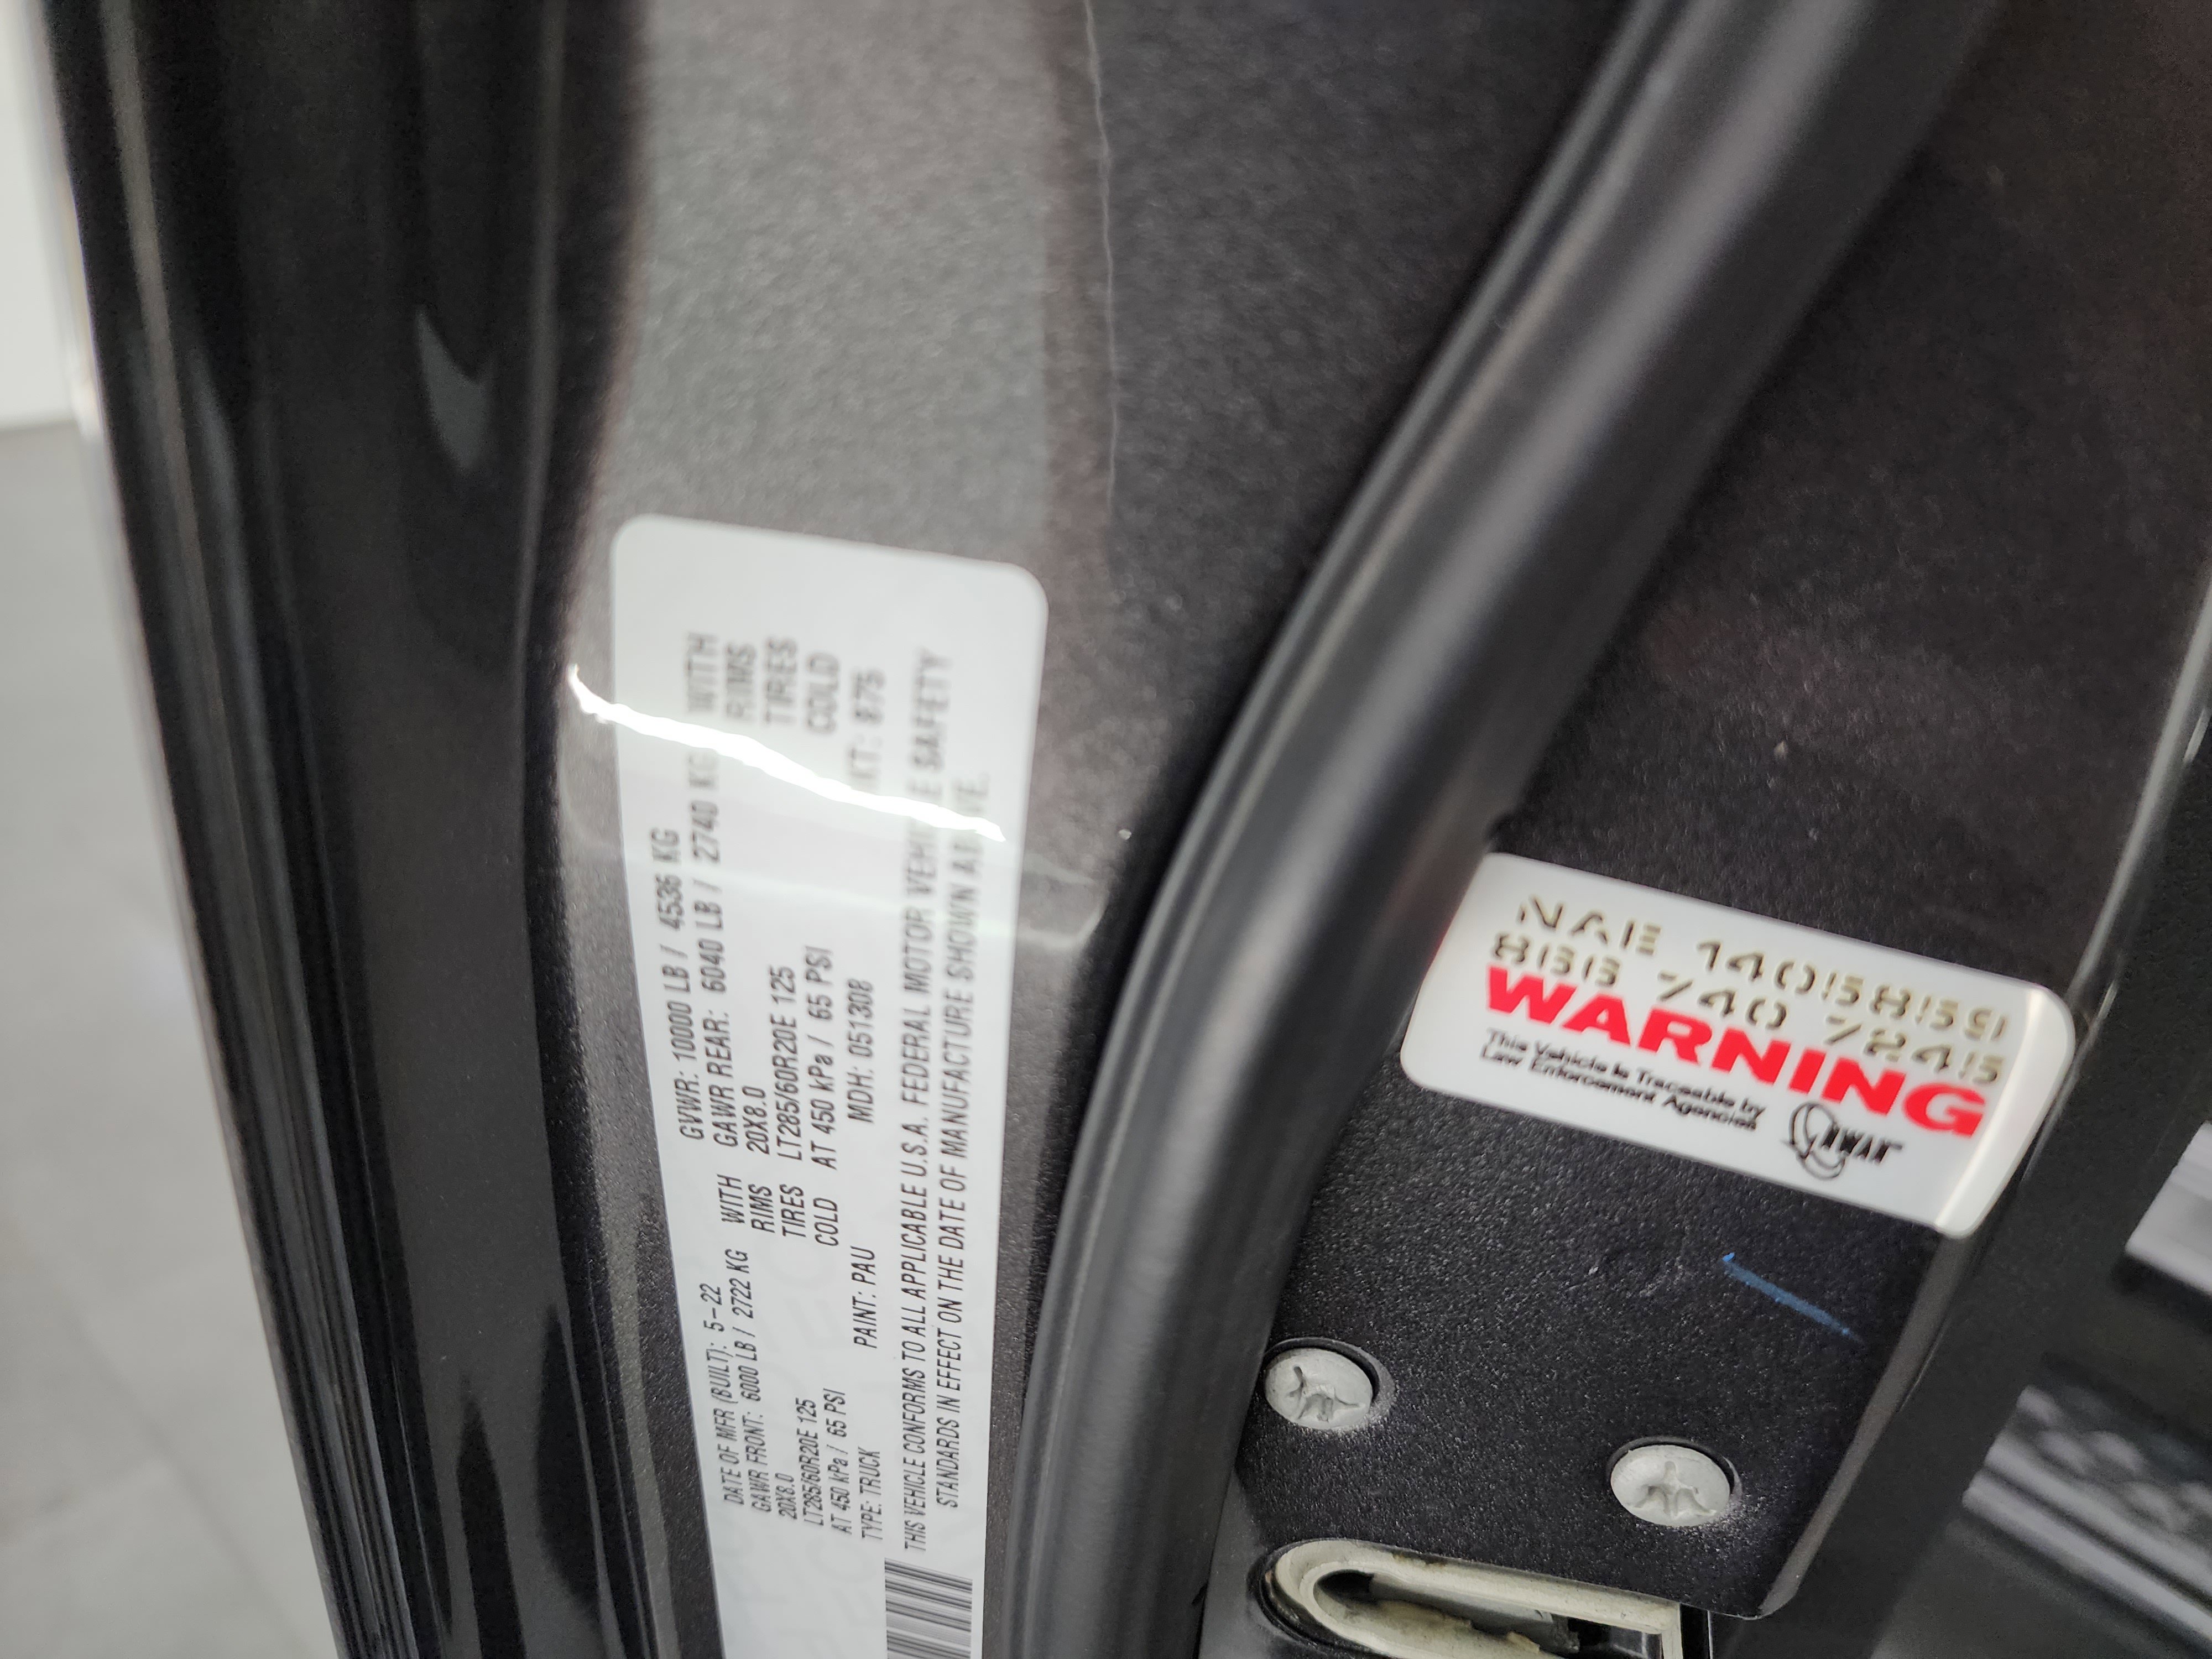 DATE OF MFR (BUILT): 5-22 GVWR: 10000 LB / 4536 KG
GAWR FRONT: 6000 LB / 2722 KG WITH GAWR REAR: 6040 LB / 2740 KG WITH
20X8.0 RIMS 20X8.0 RIMS
LT285/60R20E 125 TIRES LT285/60R20E 125 TIRES
AT 450 kPa / 65 PSI COLD AT 450 kPa / 65 PSI COLD
TYPE: TRUCK PAINT: PAU MDH: 051308 875
THIS VEHICLE CONFORMS TO ALL APPLICABLE U.S.A. FEDERAL MOTOR VEHICLE SAFETY
STANDARDS IN EFFECT ON THE DATE OF MANUFACTURE SHOWN ABOVE.
NAE 1405859
866 740 7245
WARNING
This Vehicle is Traceable by
Law Enforcement Agencies